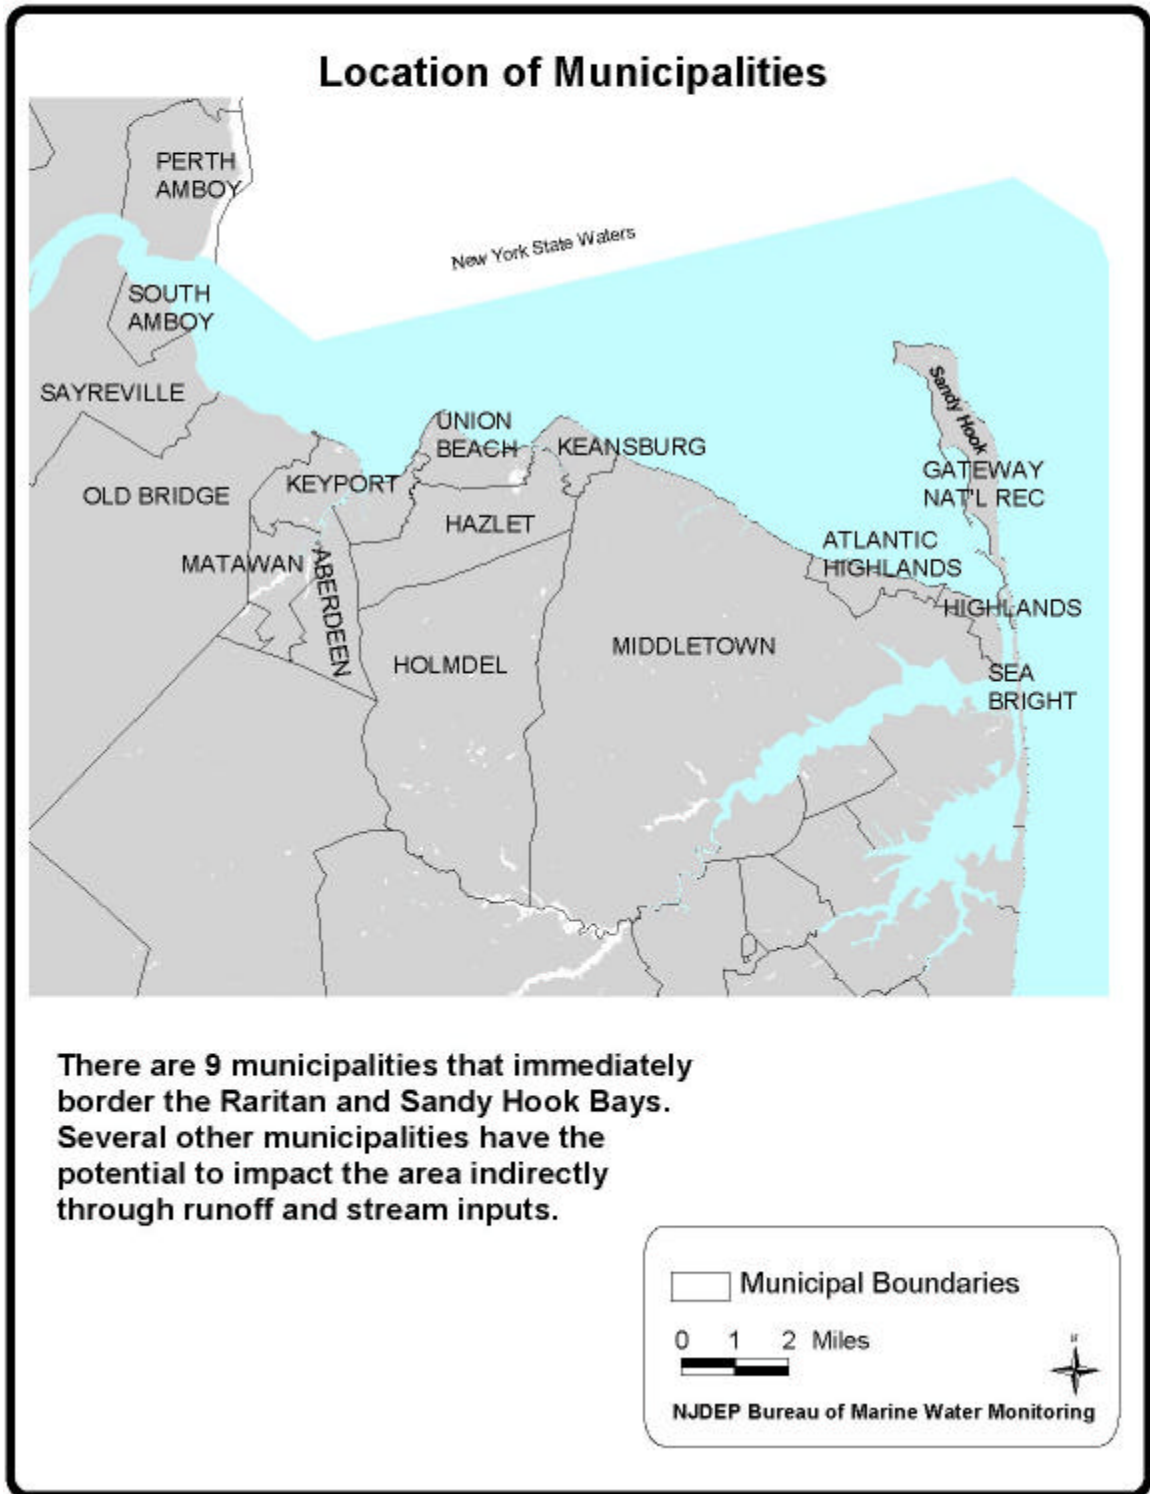 Location of Municipalities
PERTH
AMBOY
New York State Waters
SOUTH
AMBOY
SAYREVILLE
Sandy Hook
UNION
BEACH
KEANSBURG
GATEWAY
NAT'L REC
KEYPORT
OLD BRIDGE
HAZLET
ATLANTIC
HIGHLANDS
MATAWAN
ABERDEEN
HIGHLANDS
MIDDLETOWN
HOLMDEL
SEA
BRIGHT
There are 9 municipalities that immediately
border the Raritan and Sandy Hook Bays.
Several other municipalities have the
potential to impact the area indirectly
through runoff and stream inputs.
Municipal Boundaries
0 1 2 Miles
N
NJDEP Bureau of Marine Water Monitoring